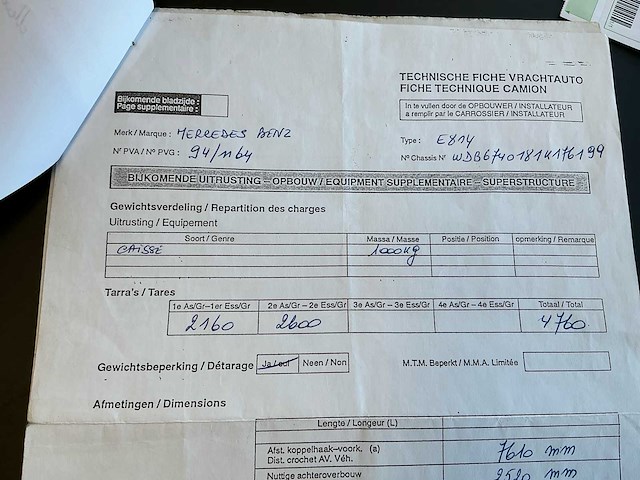 TECHNISCHE FICHE VRACHTAUTO
FICHE TECHNIQUE CAMION
Bijkomende bladzijde :
Page supplementaire :
In te vullen door de OPBOUWER / INSTALLATEUR
a remplir par le CARROSSIER / INSTALLATEUR
Merk / Marque : MERCEDES BENZ Type : E814
N° PVA / N° PVG : 94/1164 N° Chassis N° WDB6740181K176199
BIJKOMENDE UITRUSTING – OPBOUW / EQUIPMENT SUPPLEMENTAIRE – SUPERSTRUCTURE
Gewichtsverdeling / Repartition des charges
Uitrusting / Equipement
Soort / Genre Massa / Masse Positie / Position opmerking / Remarque
CAISSE 1000Kg
Tarra's / Tares
1e As/Gr–1er Ess/Gr 2e As/Gr – 2e Ess/Gr 3e As/Gr – 3e Ess/Gr 4e As/Gr – 4e Ess/Gr Totaal / Total
2160 2600 4760
Gewichtsbeperking / Détarage Ja / oui Neen / Non M.T.M. Beperkt / M.M.A. Limitée
Afmetingen / Dimensions
Lengte / Longeur (L)
Afst. koppelhaak–voork. (a) 7610 mm
Dist. crochet AV. Véh.
Nuttige achteroverbouw 2520 mm